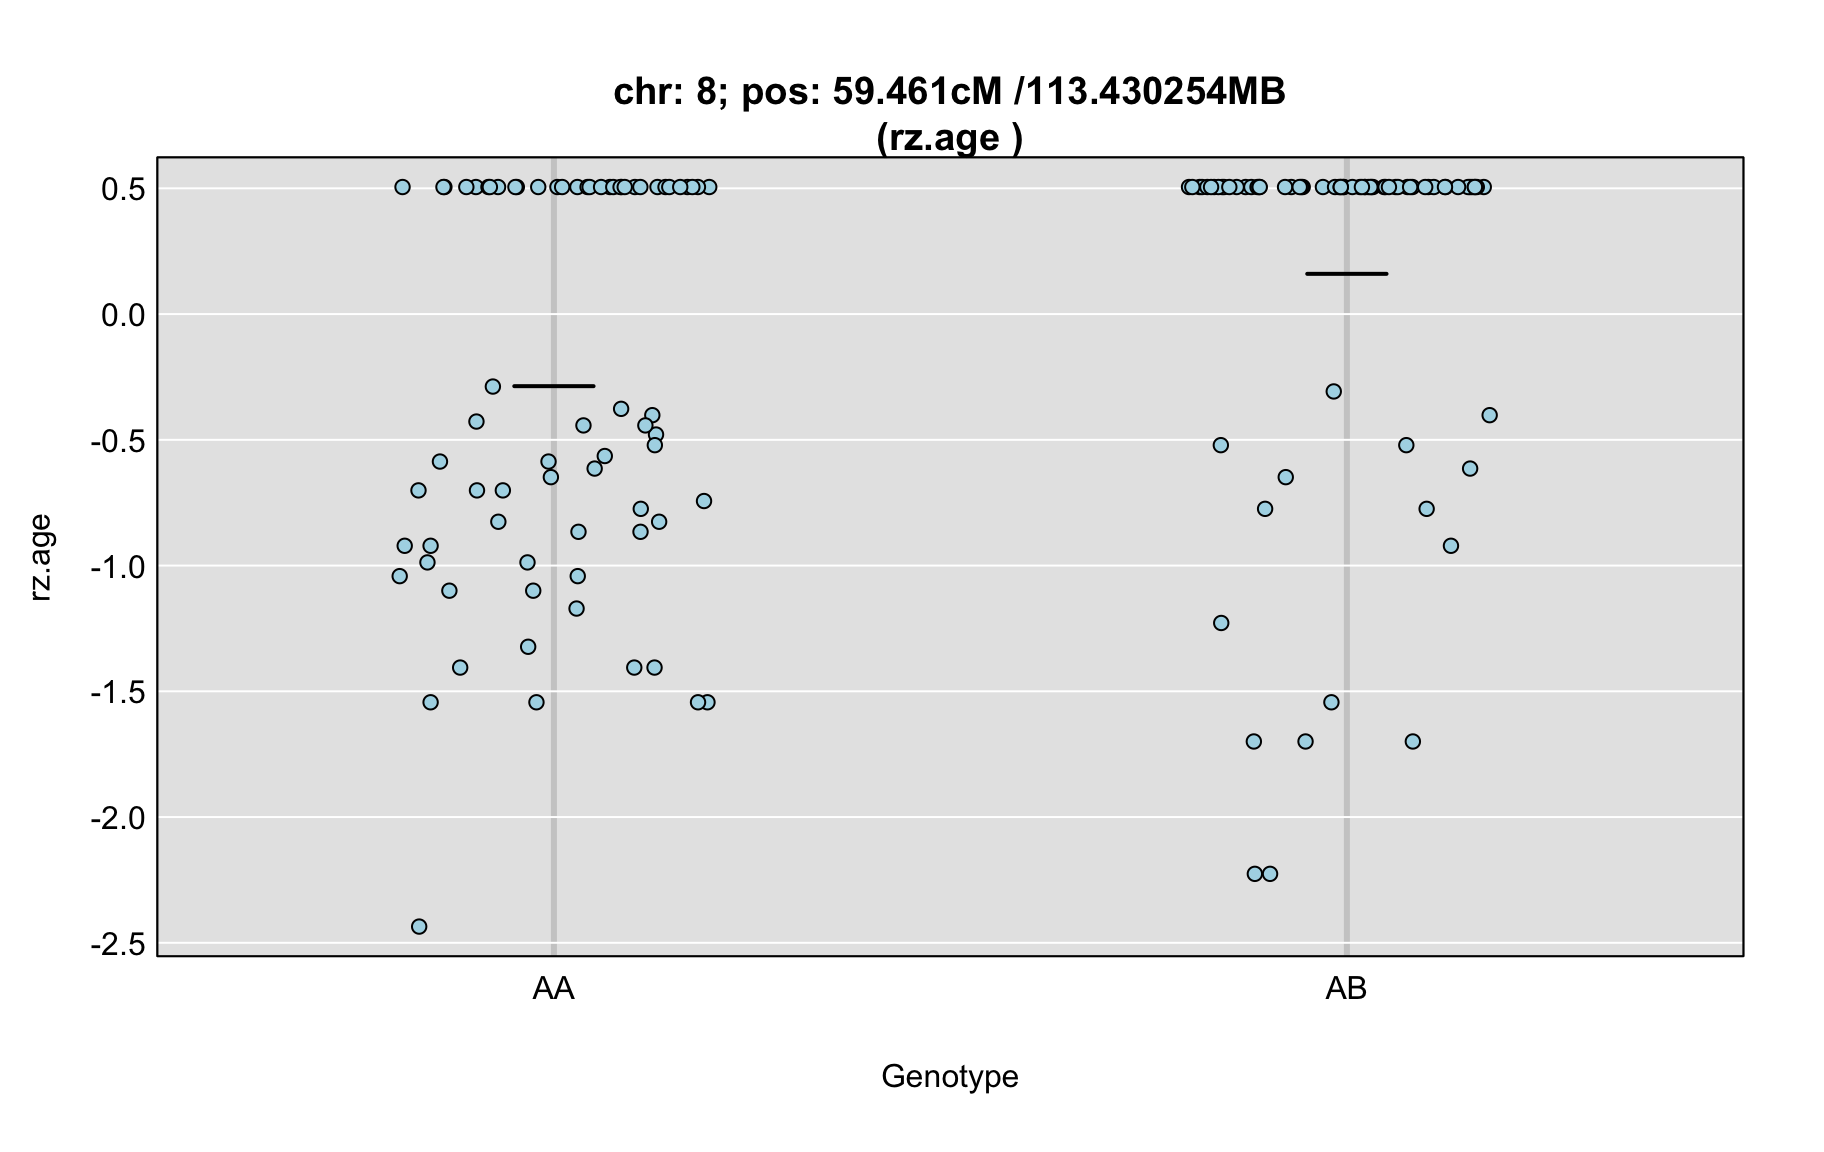 chr: 8; pos: 59.461cM /113.430254MB
(rz.age )
rz.age
0.5
0.0
-0.5
-1.0
-1.5
-2.0
-2.5
AA
AB
Genotype